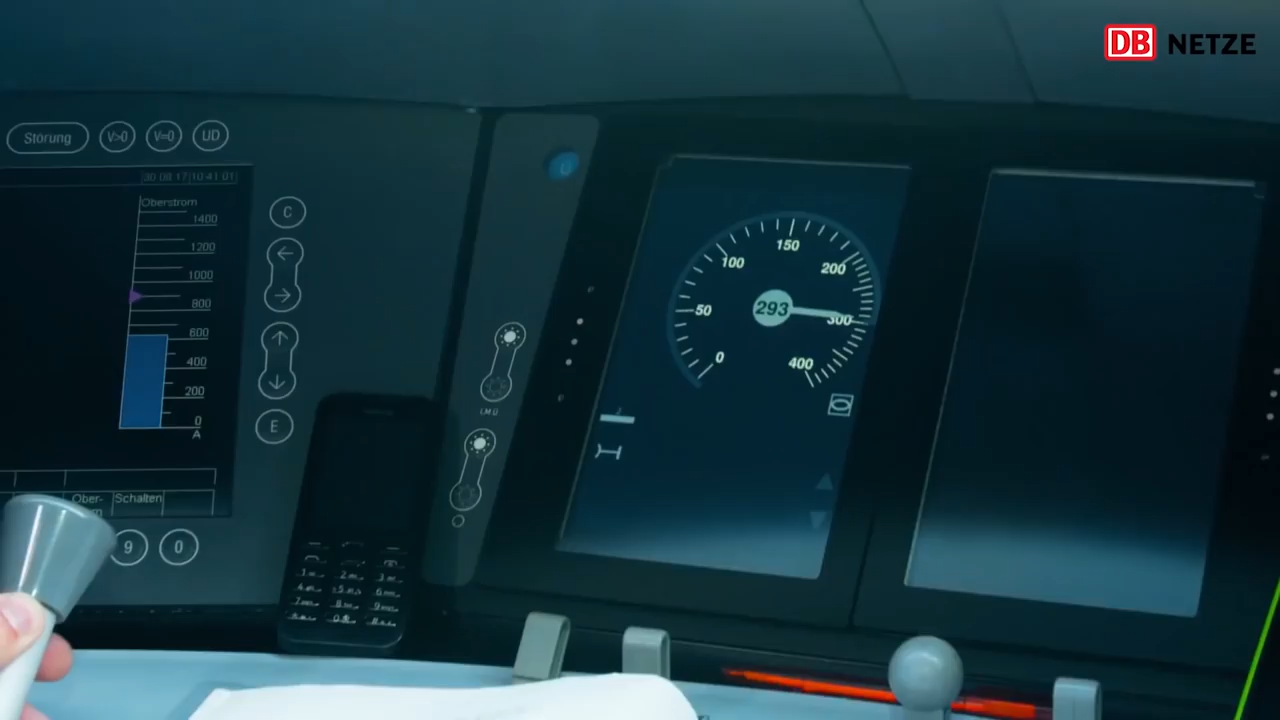 DB NETZE
Störung
V>0
V=0
UD
30.08.17 10:41:01
Oberstrom
1400
1200
1000
800
600
400
200
0
A
Ober-
Schalten
C
E
9
0
150
100
200
50
293
300
0
400